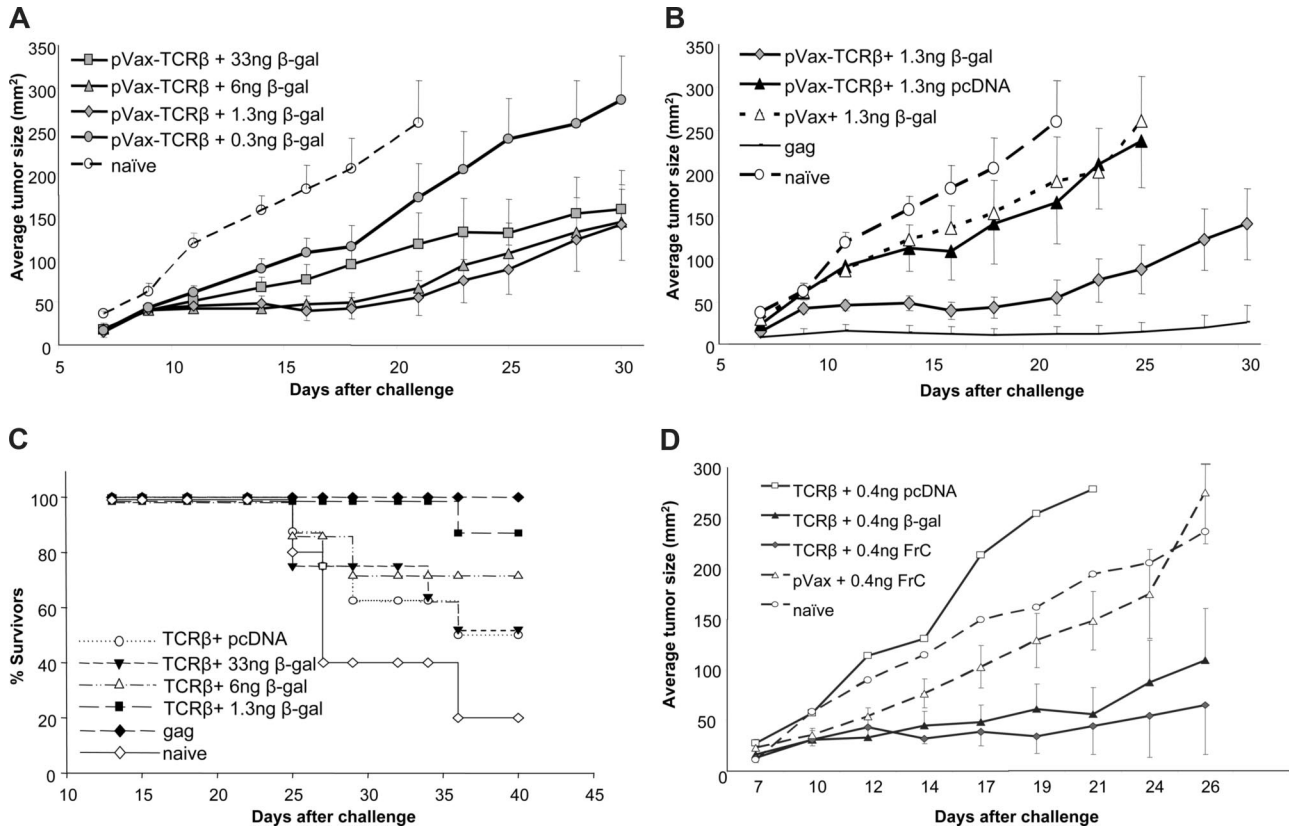 A
350
300
250
200
150
100
50
0
Average tumor size (mm²)
pVax-TCRβ + 33ng β-gal
pVax-TCRβ + 6ng β-gal
pVax-TCRβ + 1.3ng β-gal
pVax-TCRβ + 0.3ng β-gal
naïve
5
10
15
20
25
30
Days after challenge
B
350
300
250
200
150
100
50
0
Average tumor size (mm²)
pVax-TCRβ+ 1.3ng β-gal
pVax-TCRβ+ 1.3ng pcDNA
pVax+ 1.3ng β-gal
gag
naïve
5
10
15
20
25
30
Days after challenge
C
100
80
60
40
20
0
% Survivors
TCRβ+ pcDNA
TCRβ+ 33ng β-gal
TCRβ+ 6ng β-gal
TCRβ+ 1.3ng β-gal
gag
naive
10
15
20
25
30
35
40
45
Days after challenge
D
300
250
200
150
100
50
0
Average tumor size (mm²)
TCRβ + 0.4ng pcDNA
TCRβ + 0.4ng β-gal
TCRβ + 0.4ng FrC
pVax + 0.4ng FrC
naïve
7
10
12
14
17
19
21
24
26
Days after challenge